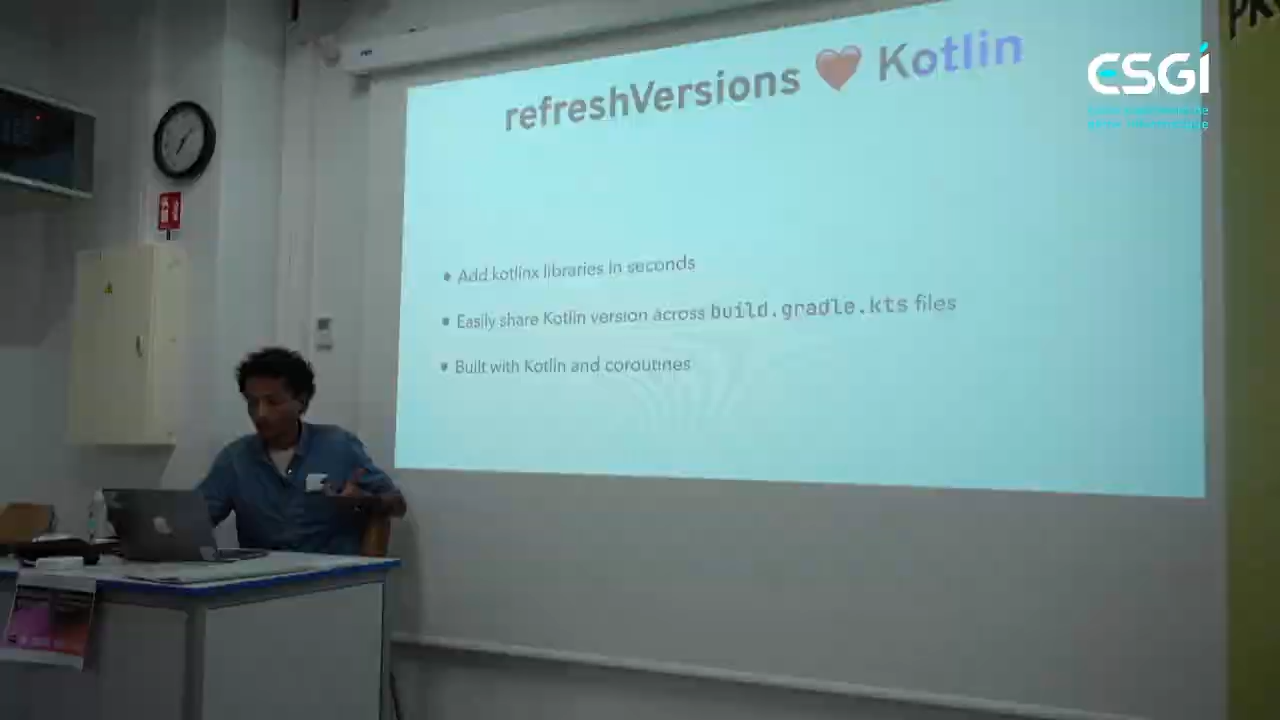 refreshVersions ❤️ Kotlin
CSGİ
• Add kotlinx libraries in seconds
• Easily share Kotlin version across build.gradle.kts files
• Built with Kotlin and coroutines